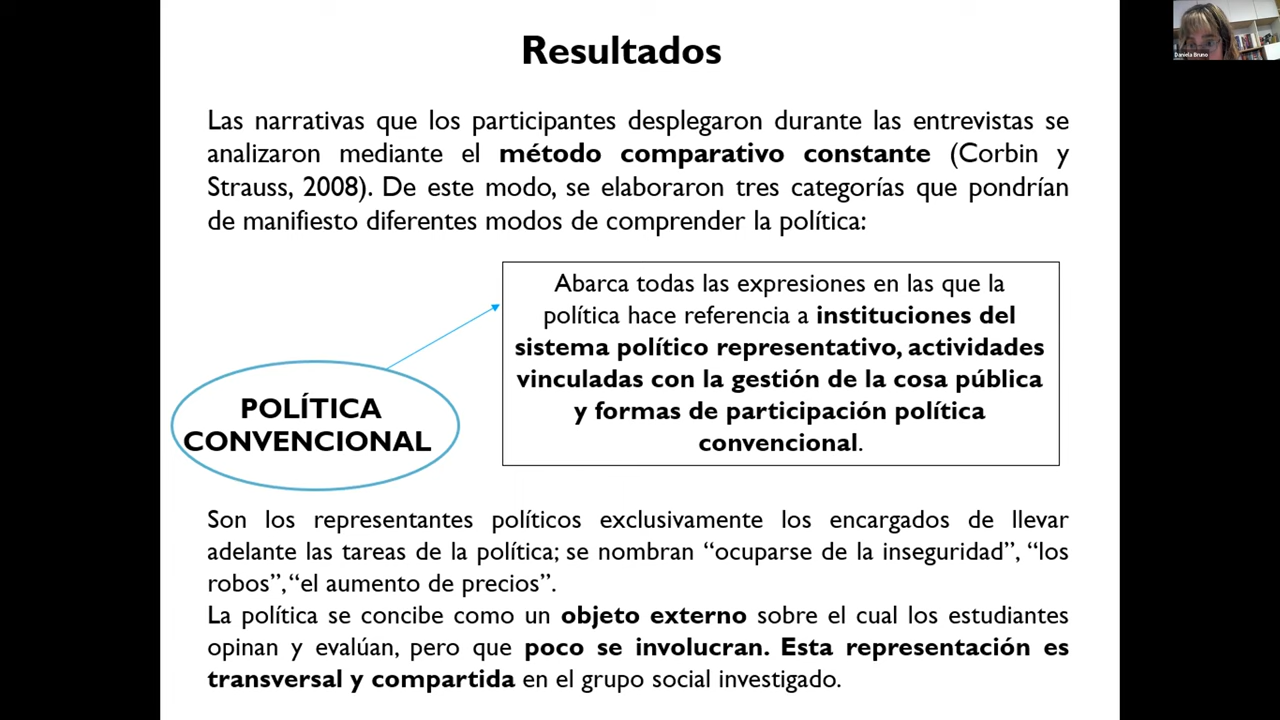 Resultados
Daniela Bruno
Las narrativas que los participantes desplegaron durante las entrevistas se
analizaron mediante el método comparativo constante (Corbin y
Strauss, 2008). De este modo, se elaboraron tres categorías que pondrían
de manifiesto diferentes modos de comprender la política:
Abarca todas las expresiones en las que la
política hace referencia a instituciones del
sistema político representativo, actividades
vinculadas con la gestión de la cosa pública
y formas de participación política
convencional.
POLÍTICA
CONVENCIONAL
Son los representantes políticos exclusivamente los encargados de llevar
adelante las tareas de la política; se nombran “ocuparse de la inseguridad”, “los
robos”, “el aumento de precios”.
La política se concibe como un objeto externo sobre el cual los estudiantes
opinan y evalúan, pero que poco se involucran. Esta representación es
transversal y compartida en el grupo social investigado.